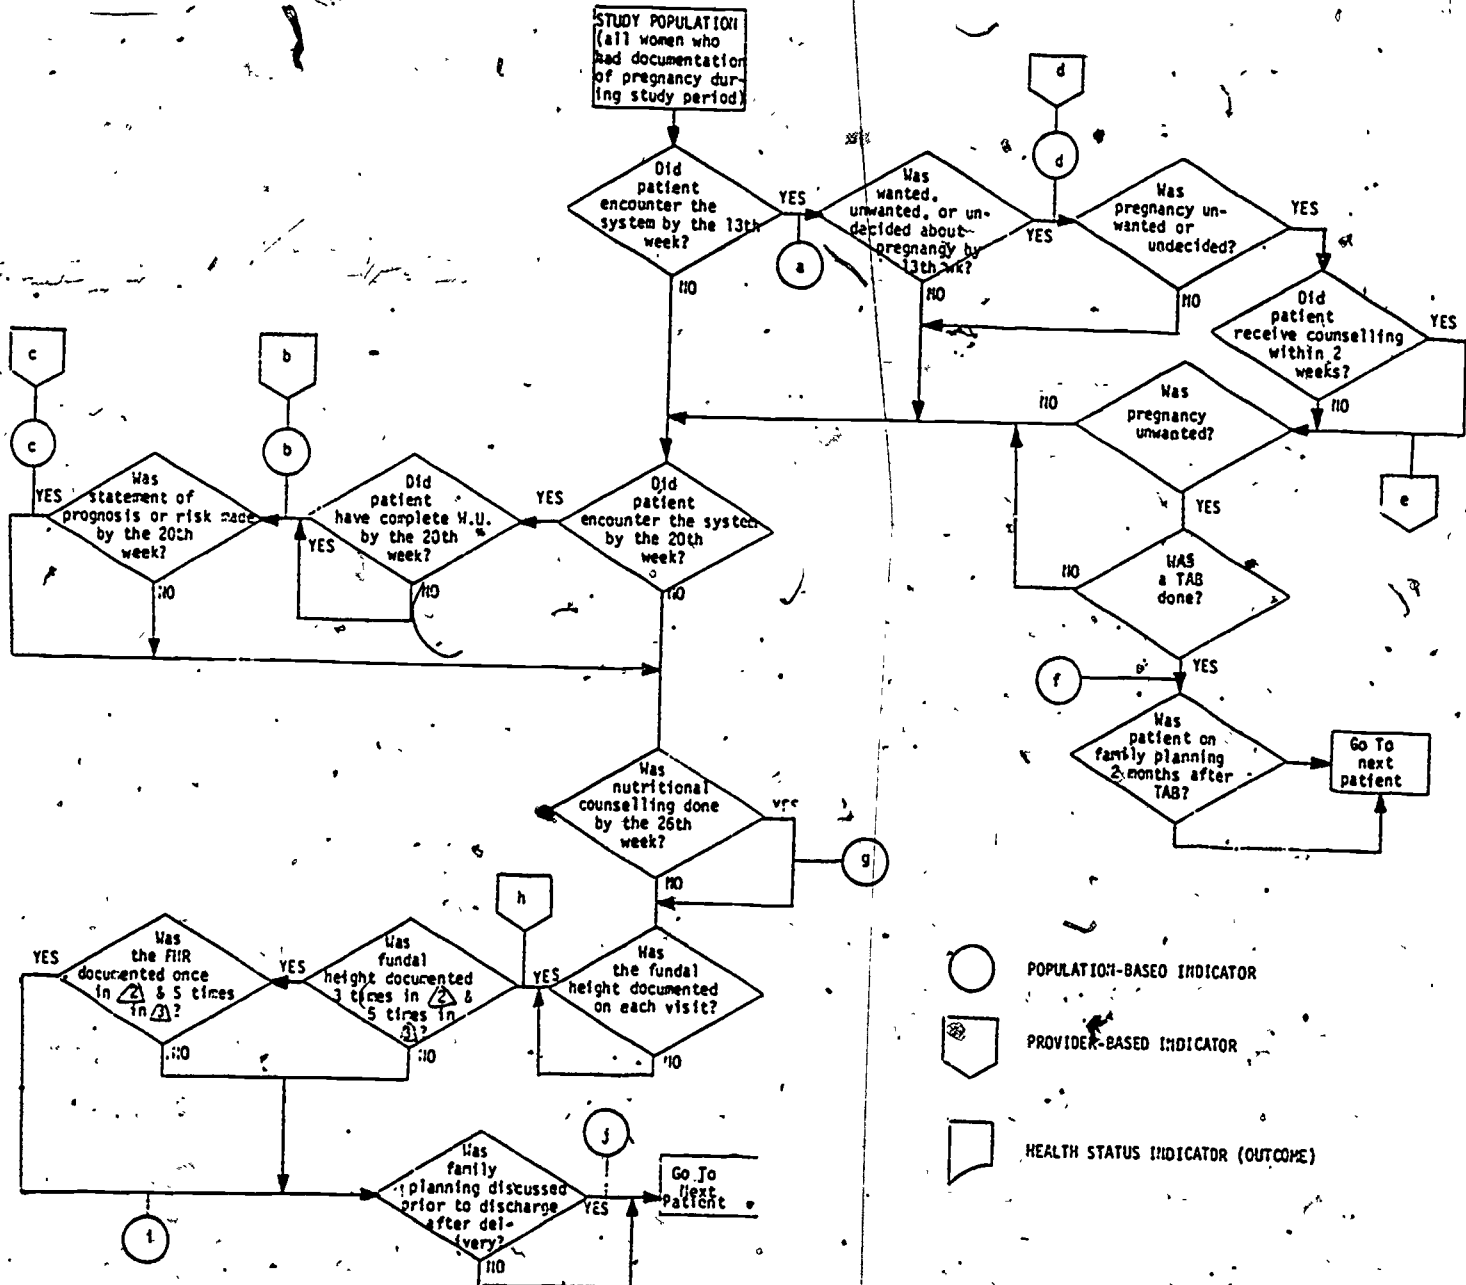 STUDY POPULATION
(all women who
had documentation
of pregnancy dur-
ing study period)
d
d
Did
patient
encounter the
system by the 13th
week?
YES
NO
a
Was
wanted,
unwanted, or un-
decided about
pregnancy by
13th wk?
YES
NO
Was
pregnancy un-
wanted or
undecided?
YES
NO
Did
patient
receive counselling
within 2
weeks?
YES
NO
e
Was
pregnancy
unwanted?
NO
YES
WAS
a TAB
done?
NO
YES
f
Was
patient on
family planning
2 months after
TAB?
Go To
next
patient
c
c
b
b
Was
statement of
prognosis or risk made
by the 20th
week?
YES
NO
Did
patient
have complete W.U.
by the 20th
week?
YES
NO
Did
patient
encounter the system
by the 20th
week?
YES
NO
Was
nutritional
counselling done
by the 26th
week?
YES
NO
g
h
Was
the FHR
documented once
in 2 & 5 times
in 3?
YES
NO
Was
fundal
height documented
3 times in 2 &
5 times in
3?
YES
NO
Was
the fundal
height documented
on each visit?
YES
NO
i
j
Was
family
planning discussed
prior to discharge
after del-
ivery?
YES
NO
Go To
Next
Patient
POPULATION-BASED INDICATOR
PROVIDER-BASED INDICATOR
HEALTH STATUS INDICATOR (OUTCOME)